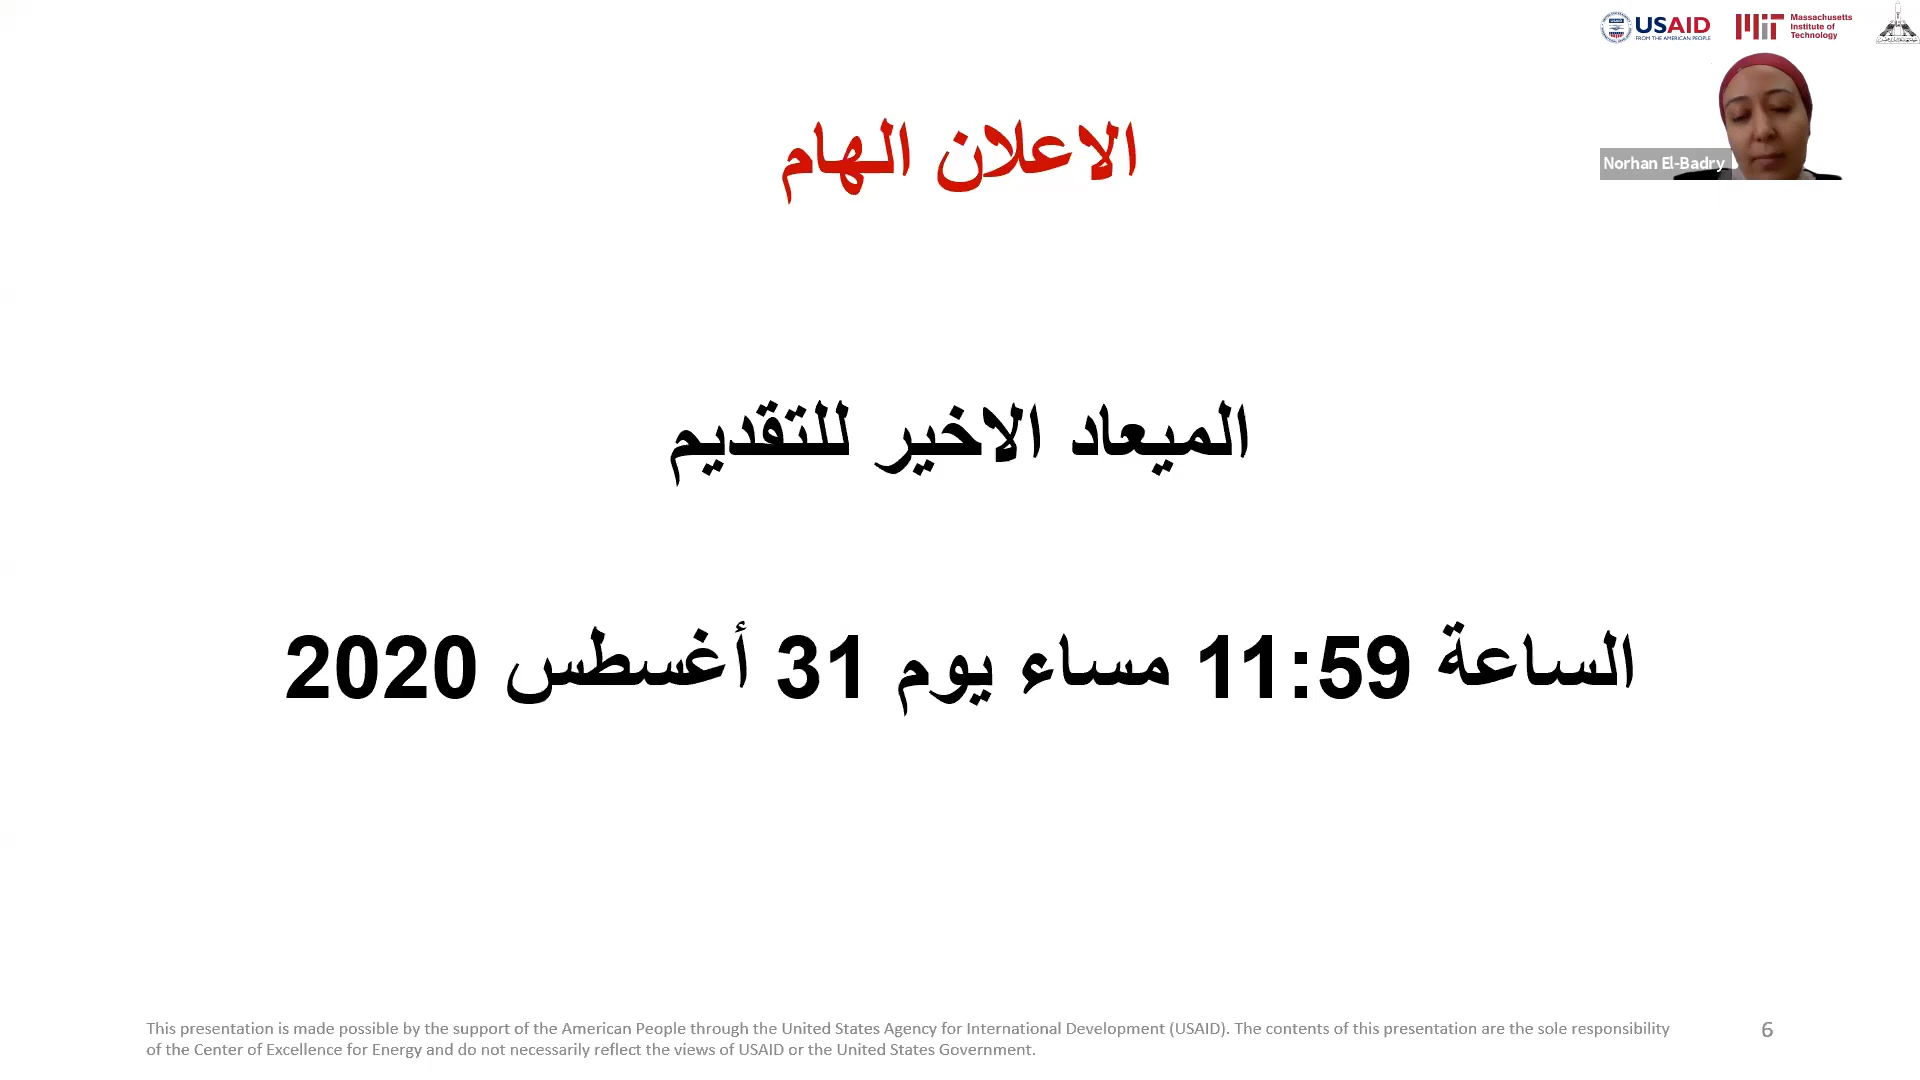 USAID
FROM THE AMERICAN PEOPLE
Massachusetts
Institute of
Technology
Norhan El-Badry
الاعلان الهام
الميعاد الاخير للتقديم
الساعة 11:59 مساء يوم 31 أغسطس 2020
This presentation is made possible by the support of the American People through the United States Agency for International Development (USAID). The contents of this presentation are the sole responsibility
of the Center of Excellence for Energy and do not necessarily reflect the views of USAID or the United States Government.
6